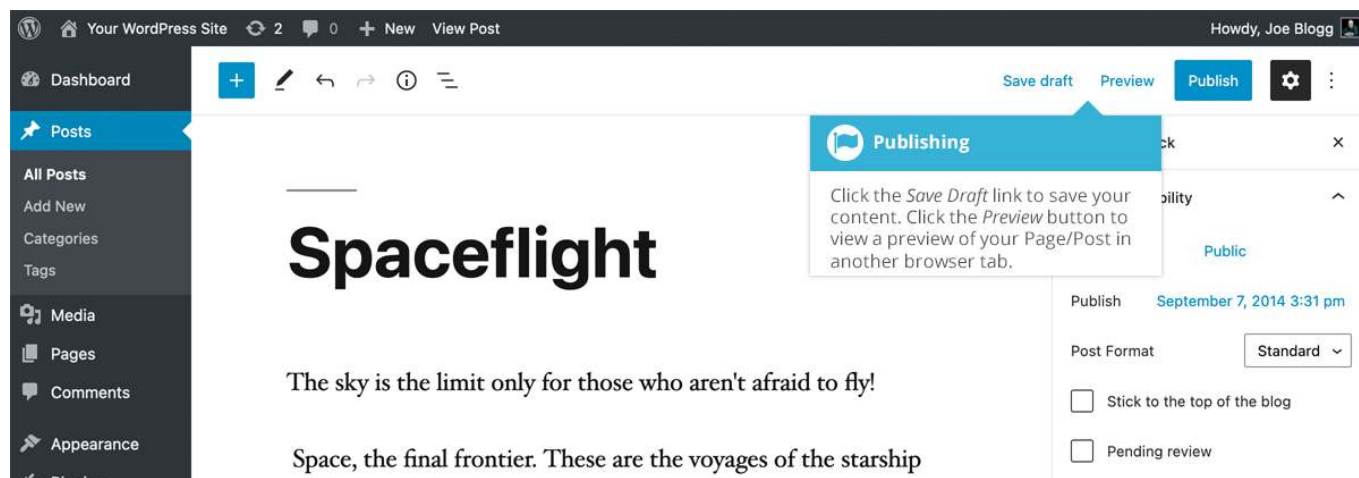 Your WordPress Site 2 0 New View Post Howdy, Joe Blogg
Dashboard
Save draft Preview Publish
Posts
All Posts
Add New
Categories
Tags
Media
Pages
Comments
Appearance
Spaceflight
The sky is the limit only for those who aren't afraid to fly!
Space, the final frontier. These are the voyages of the starship
Publishing
Click the Save Draft link to save your
content. Click the Preview button to
view a preview of your Page/Post in
another browser tab.
Public
Publish September 7, 2014 3:31 pm
Post Format Standard
Stick to the top of the blog
Pending review